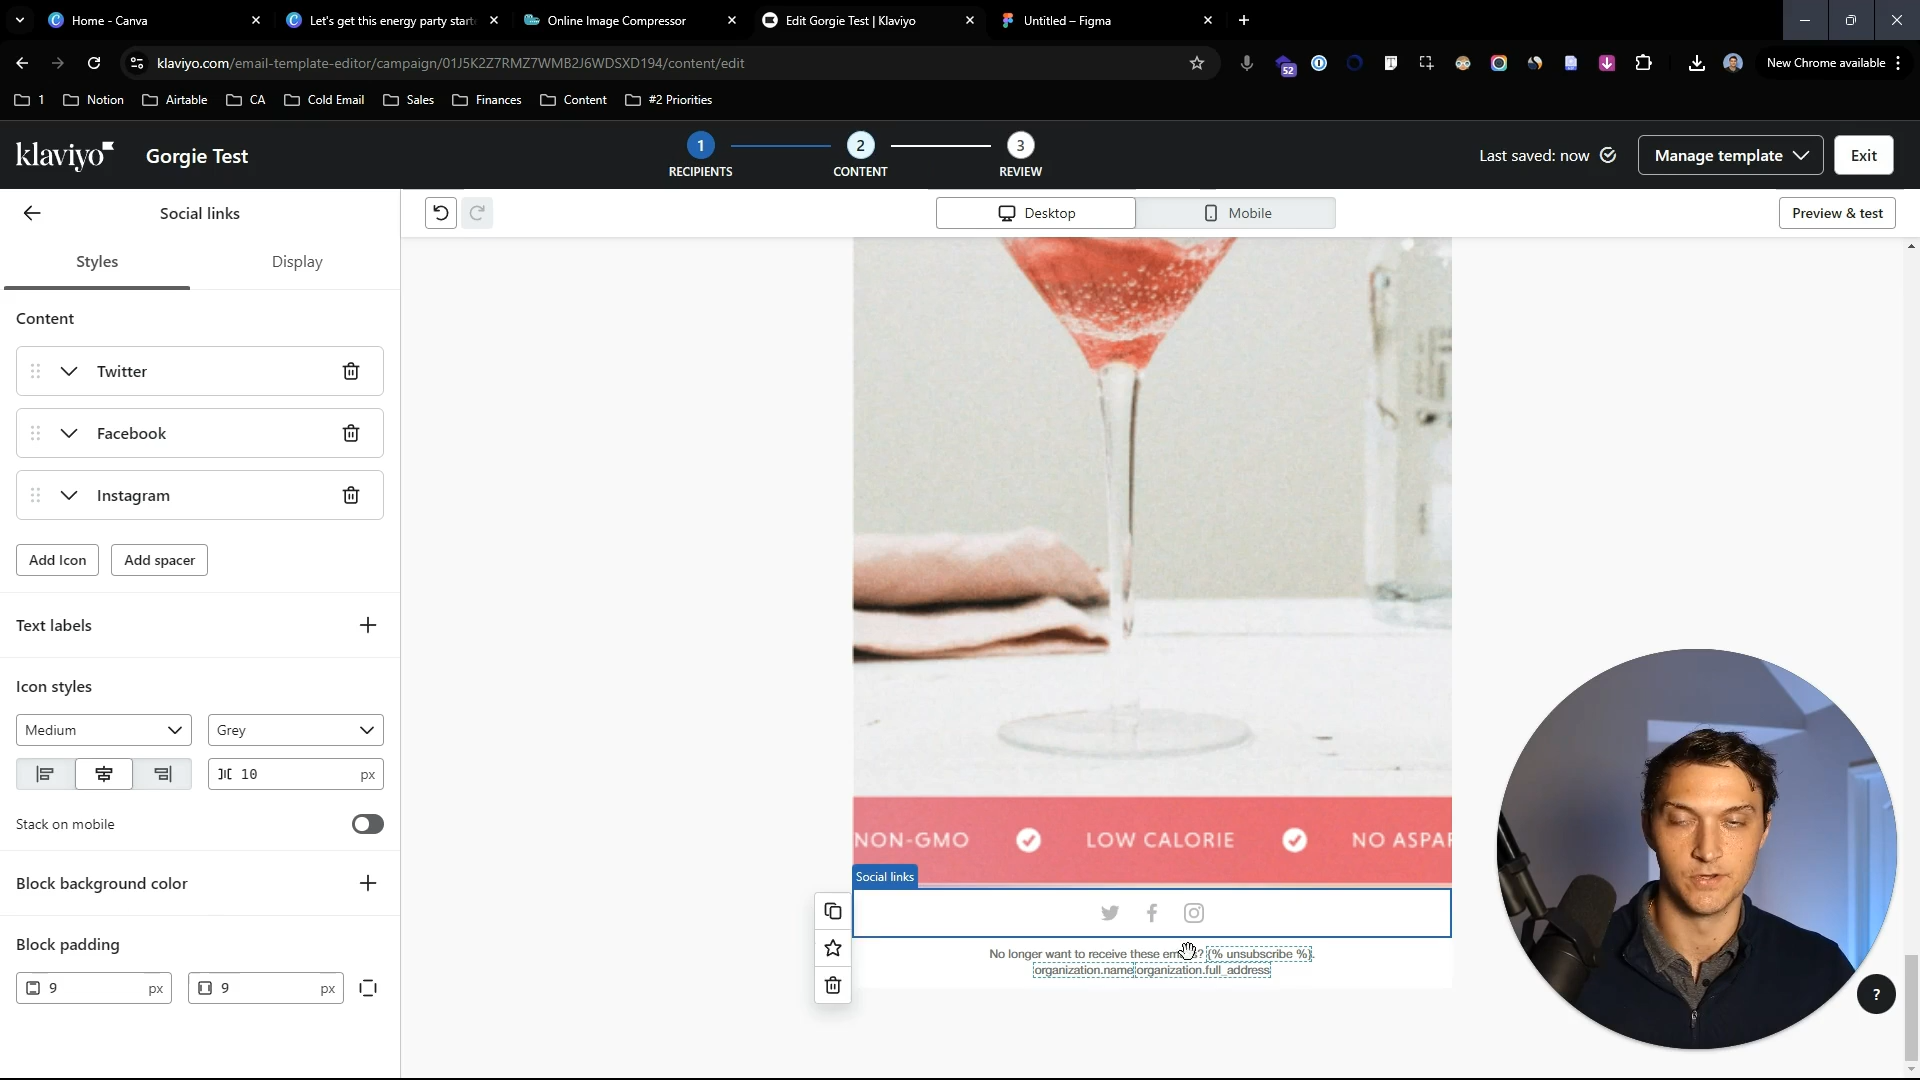 Home - Canva
Let's get this energy party start
Online Image Compressor
Edit Gorgie Test | Klaviyo
Untitled – Figma
klaviyo.com/email-template-editor/campaign/01J5K2Z7RMZ7WMB2J6WDSXD194/content/edit
52
New Chrome available
1
Notion
Airtable
CA
Cold Email
Sales
Finances
Content
#2 Priorities
klaviyo
Gorgie Test
1
RECIPIENTS
2
CONTENT
3
REVIEW
Last saved: now
Manage template
Exit
Social links
Desktop
Mobile
Preview & test
Styles
Display
Content
Twitter
Facebook
Instagram
Add Icon
Add spacer
Text labels
Icon styles
Medium
Grey
10 px
Stack on mobile
Block background color
Block padding
9 px
9 px
NON-GMO
LOW CALORIE
NO ASPAR
Social links
No longer want to receive these em ? {% unsubscribe %}.
organization.name organization.full_address
?